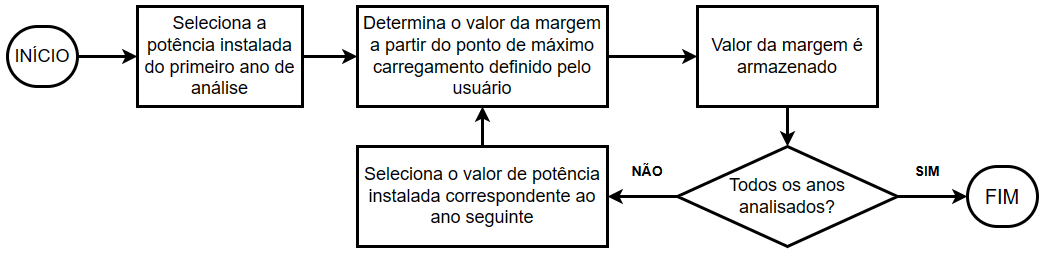 INÍCIO
Seleciona a
potência instalada
do primeiro ano de
análise
Determina o valor da margem
a partir do ponto de máximo
carregamento definido pelo
usuário
Valor da margem é
armazenado
Todos os anos
analisados?
NÃO
SIM
Seleciona o valor de potência
instalada correspondente ao
ano seguinte
FIM